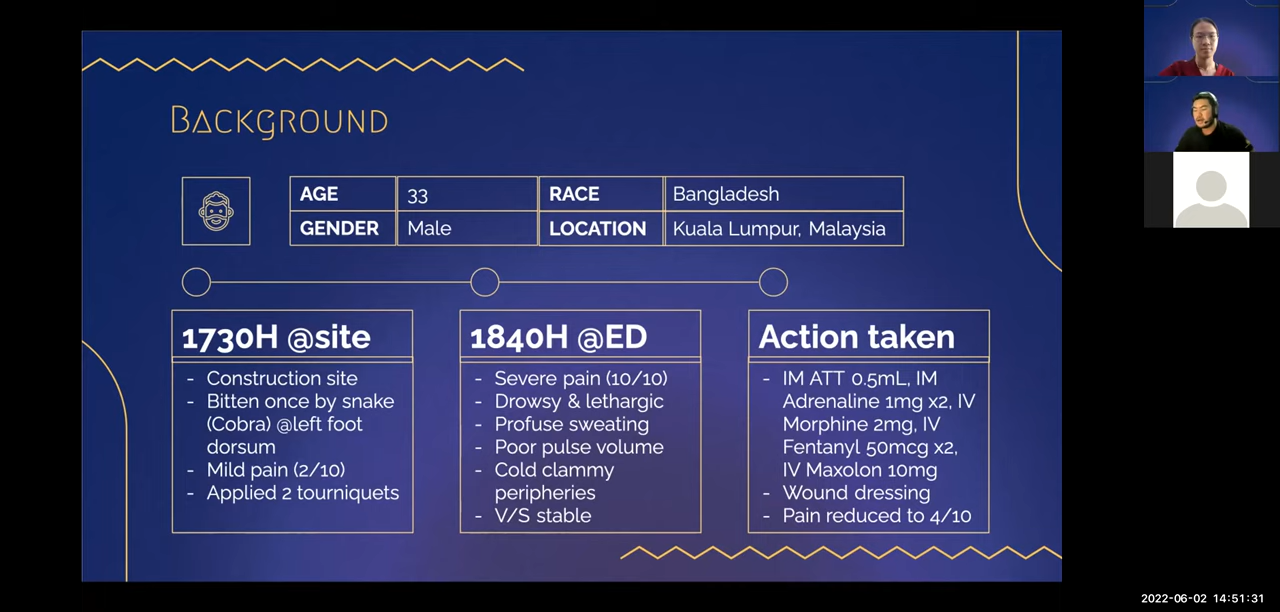 BACKGROUND
AGE 33 RACE Bangladesh
GENDER Male LOCATION Kuala Lumpur, Malaysia
1730H @site
- Construction site
- Bitten once by snake
(Cobra) @left foot
dorsum
- Mild pain (2/10)
- Applied 2 tourniquets
1840H @ED
- Severe pain (10/10)
- Drowsy & lethargic
- Profuse sweating
- Poor pulse volume
- Cold clammy
peripheries
- V/S stable
Action taken
- IM ATT 0.5mL, IM
Adrenaline 1mg x2, IV
Morphine 2mg, IV
Fentanyl 50mcg x2,
IV Maxolon 10mg
- Wound dressing
- Pain reduced to 4/10
2022-06-02 14:51:31